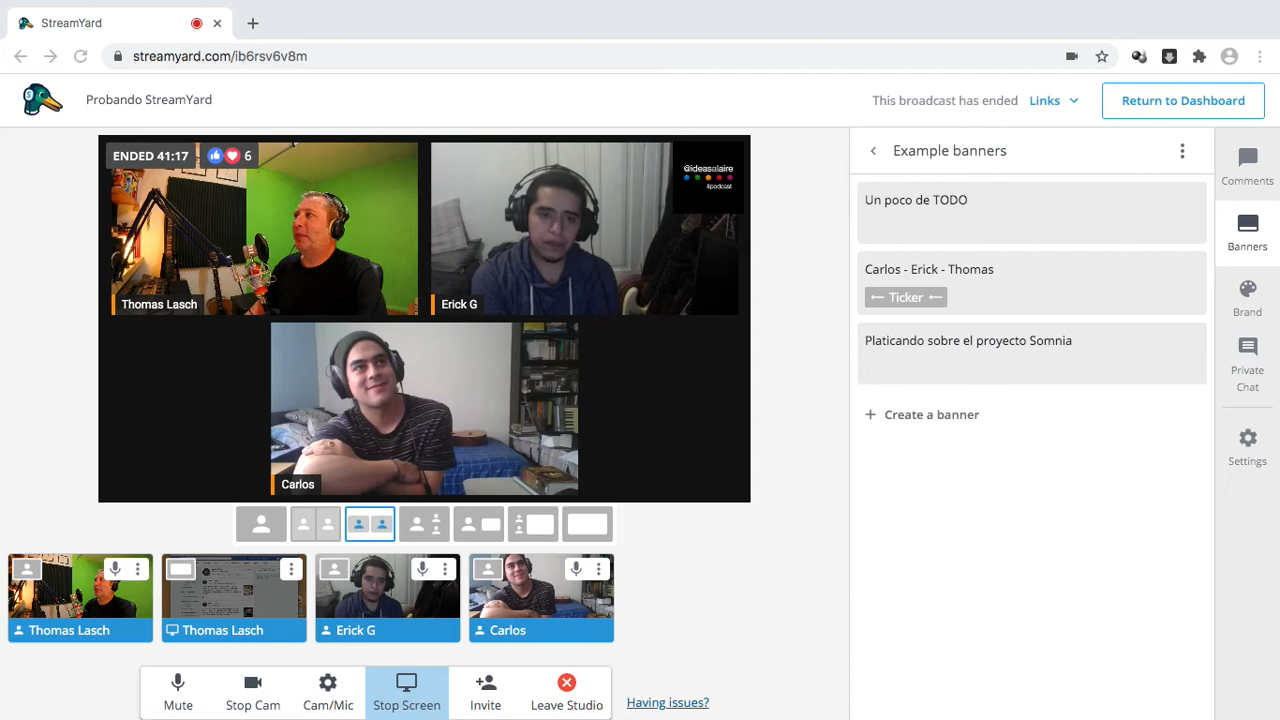 StreamYard
streamyard.com/ib6rsv6v8m
Probando StreamYard
This broadcast has ended
Links
Return to Dashboard
ENDED 41:17
6
@ideasalaire
#podcast
Thomas Lasch
Erick G
Carlos
Thomas Lasch
Thomas Lasch
Erick G
Carlos
Mute
Stop Cam
Cam/Mic
Stop Screen
Invite
Leave Studio
Having issues?
Example banners
Un poco de TODO
Carlos - Erick - Thomas
Ticker
Platicando sobre el proyecto Somnia
+ Create a banner
Comments
Banners
Brand
Private
Chat
Settings